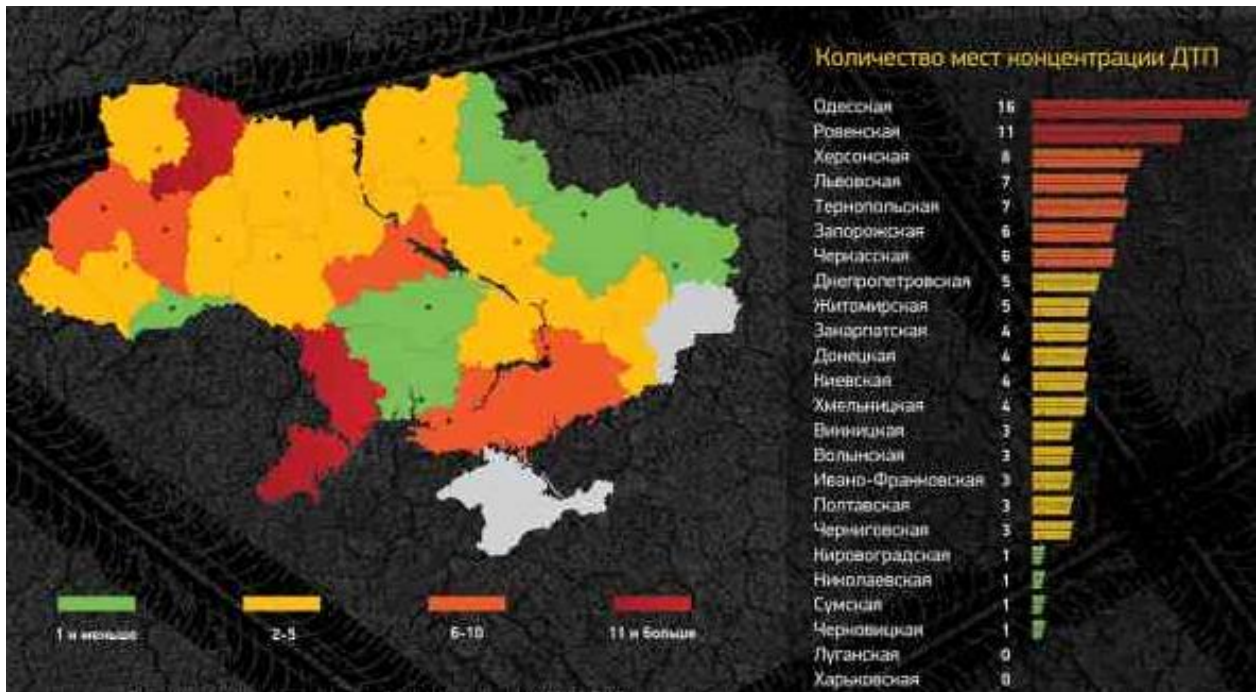 Количество мест концентрации ДТП
Одесская 16
Ровенская 11
Херсонская 8
Львовская 7
Тернопольская 7
Запорожская 6
Черкасская 6
Днепропетровская 5
Житомирская 5
Закарпатская 4
Донецкая 4
Киевская 4
Хмельницкая 4
Винницкая 3
Волынская 3
Ивано-Франковская 3
Полтавская 3
Черниговская 3
Кировоградская 1
Николаевская 1
Сумская 1
Черновицкая 1
Луганская 0
Харьковская 0
1 и меньше
2-5
6-10
11 и больше